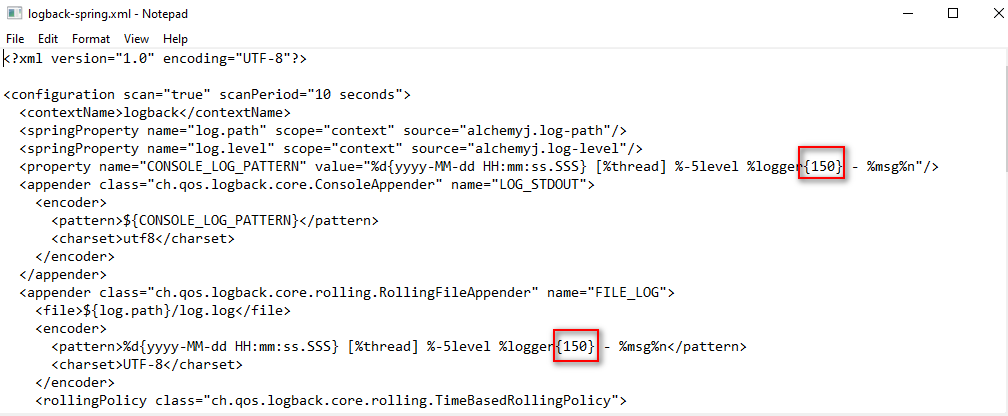 logback-spring.xml - Notepad
File Edit Format View Help
<?xml version="1.0" encoding="UTF-8"?>
<configuration scan="true" scanPeriod="10 seconds">
<contextName>logback</contextName>
<springProperty name="log.path" scope="context" source="alchemyj.log-path"/>
<springProperty name="log.level" scope="context" source="alchemyj.log-level"/>
<property name="CONSOLE_LOG_PATTERN" value="%d{yyyy-MM-dd HH:mm:ss.SSS} [%thread] %-5level %logger{150} - %msg%n"/>
<appender class="ch.qos.logback.core.ConsoleAppender" name="LOG_STDOUT">
<encoder>
<pattern>${CONSOLE_LOG_PATTERN}</pattern>
<charset>utf8</charset>
</encoder>
</appender>
<appender class="ch.qos.logback.core.rolling.RollingFileAppender" name="FILE_LOG">
<file>${log.path}/log.log</file>
<encoder>
<pattern>%d{yyyy-MM-dd HH:mm:ss.SSS} [%thread] %-5level %logger{150} - %msg%n</pattern>
<charset>UTF-8</charset>
</encoder>
<rollingPolicy class="ch.qos.logback.core.rolling.TimeBasedRollingPolicy">